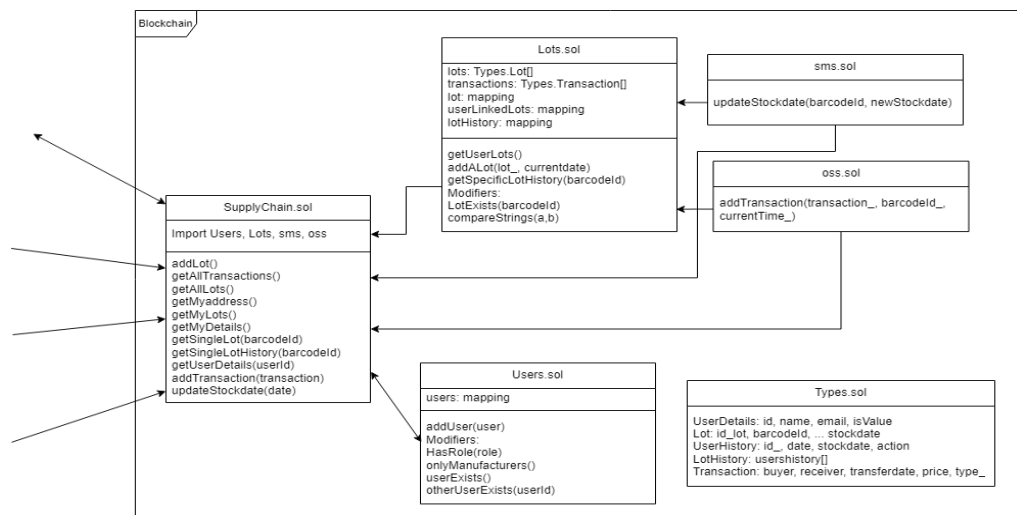 Blockchain
Lots.sol
lots: Types.Lot[]
transactions: Types.Transaction[]
lot: mapping
userLinkedLots: mapping
lotHistory: mapping
getUserLots()
addALot(lot_, currentdate)
getSpecificLotHistory(barcodeId)
Modifiers:
LotExists(barcodeId)
compareStrings(a,b)
sms.sol
updateStockdate(barcodeId, newStockdate)
oss.sol
addTransaction(transaction_, barcodeId_,
currentTime_)
SupplyChain.sol
Import Users, Lots, sms, oss
addLot()
getAllTransactions()
getAllLots()
getMyaddress()
getMyLots()
getMyDetails()
getSingleLot(barcodeId)
getSingleLotHistory(barcodeId)
getUserDetails(userId)
addTransaction(transaction)
updateStockdate(date)
Users.sol
users: mapping
addUser(user)
Modifiers:
HasRole(role)
onlyManufacturers()
userExists()
otherUserExists(userId)
Types.sol
UserDetails: id, name, email, isValue
Lot: id_lot, barcodeId, ... stockdate
UserHistory: id_, date, stockdate, action
LotHistory: usershistory[]
Transaction: buyer, receiver, transferdate, price, type_